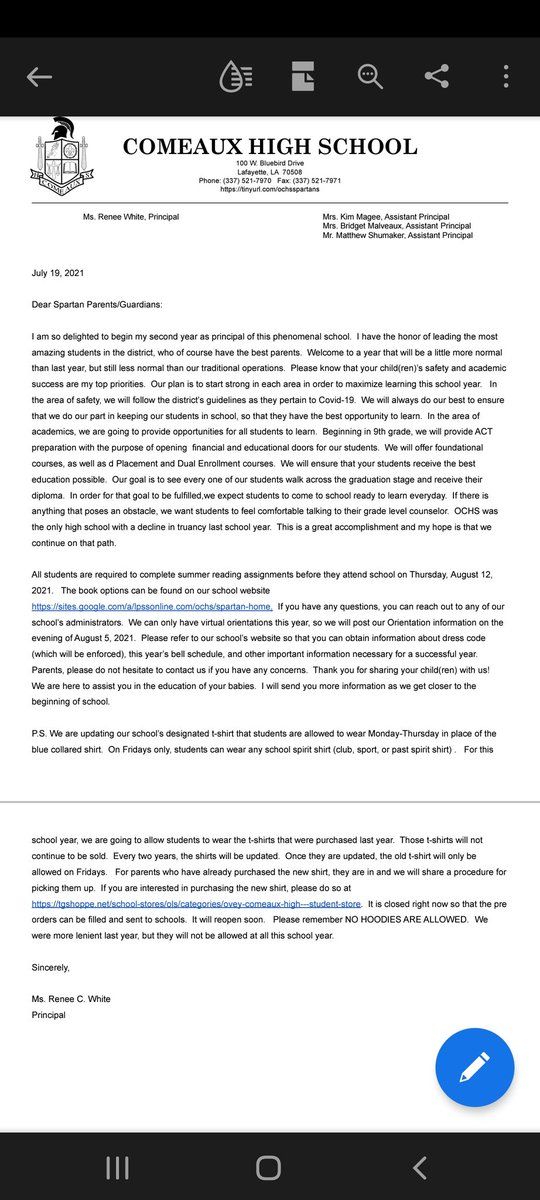 COMEAUX HIGH SCHOOL
100 W. Bluebird Drive
Lafayette, LA 70508
Phone: (337) 521-7970 Fax: (337) 521-7971
https://tinyurl.com/ochsspartans
COMEAUX
Ms. Renee White, Principal
Mrs. Kim Magee, Assistant Principal
Mrs. Bridget Malveaux, Assistant Principal
Mr. Matthew Shumaker, Assistant Principal
July 19, 2021
Dear Spartan Parents/Guardians:
I am so delighted to begin my second year as principal of this phenomenal school. I have the honor of leading the most
amazing students in the district, who of course have the best parents. Welcome to a year that will be a little more normal
than last year, but still less normal than our traditional operations. Please know that your child(ren)'s safety and academic
success are my top priorities. Our plan is to start strong in each area in order to maximize learning this school year. In
the area of safety, we will follow the district's guidelines as they pertain to Covid-19. We will always do our best to ensure
that we do our part in keeping our students in school, so that they have the best opportunity to learn. In the area of
academics, we are going to provide opportunities for all students to learn. Beginning in 9th grade, we will provide ACT
preparation with the purpose of opening financial and educational doors for our students. We will offer foundational
courses, as well as d Placement and Dual Enrollment courses. We will ensure that your students receive the best
education possible. Our goal is to see every one of our students walk across the graduation stage and receive their
diploma. In order for that goal to be fulfilled,we expect students to come to school ready to learn everyday. If there is
anything that poses an obstacle, we want students to feel comfortable talking to their grade level counselor. OCHS was
the only high school with a decline in truancy last school year. This is a great accomplishment and my hope is that we
continue on that path.
All students are required to complete summer reading assignments before they attend school on Thursday, August 12,
2021. The book options can be found on our school website
https://sites.google.com/a/lpssonline.com/ochs/spartan-home. If you have any questions, you can reach out to any of our
school's administrators. We can only have virtual orientations this year, so we will post our Orientation information on the
evening of August 5, 2021. Please refer to our school's website so that you can obtain information about dress code
(which will be enforced), this year's bell schedule, and other important information necessary for a successful year.
Parents, please do not hesitate to contact us if you have any concerns. Thank you for sharing your child(ren) with us!
We are here to assist you in the education of your babies. I will send you more information as we get closer to the
beginning of school.
P.S. We are updating our school's designated t-shirt that students are allowed to wear Monday-Thursday in place of the
blue collared shirt. On Fridays only, students can wear any school spirit shirt (club, sport, or past spirit shirt) . For this
school year, we are going to allow students to wear the t-shirts that were purchased last year. Those t-shirts will not
continue to be sold. Every two years, the shirts will be updated. Once they are updated, the old t-shirt will only be
allowed on Fridays. For parents who have already purchased the new shirt, they are in and we will share a procedure for
picking them up. If you are interested in purchasing the new shirt, please do so at
https://tgshoppe.net/school-stores/ols/categories/ovey-comeaux-high---student-store. It is closed right now so that the pre
orders can be filled and sent to schools. It will reopen soon. Please remember NO HOODIES ARE ALLOWED. We
were more lenient last year, but they will not be allowed at all this school year.
Sincerely,
Ms. Renee C. White
Principal